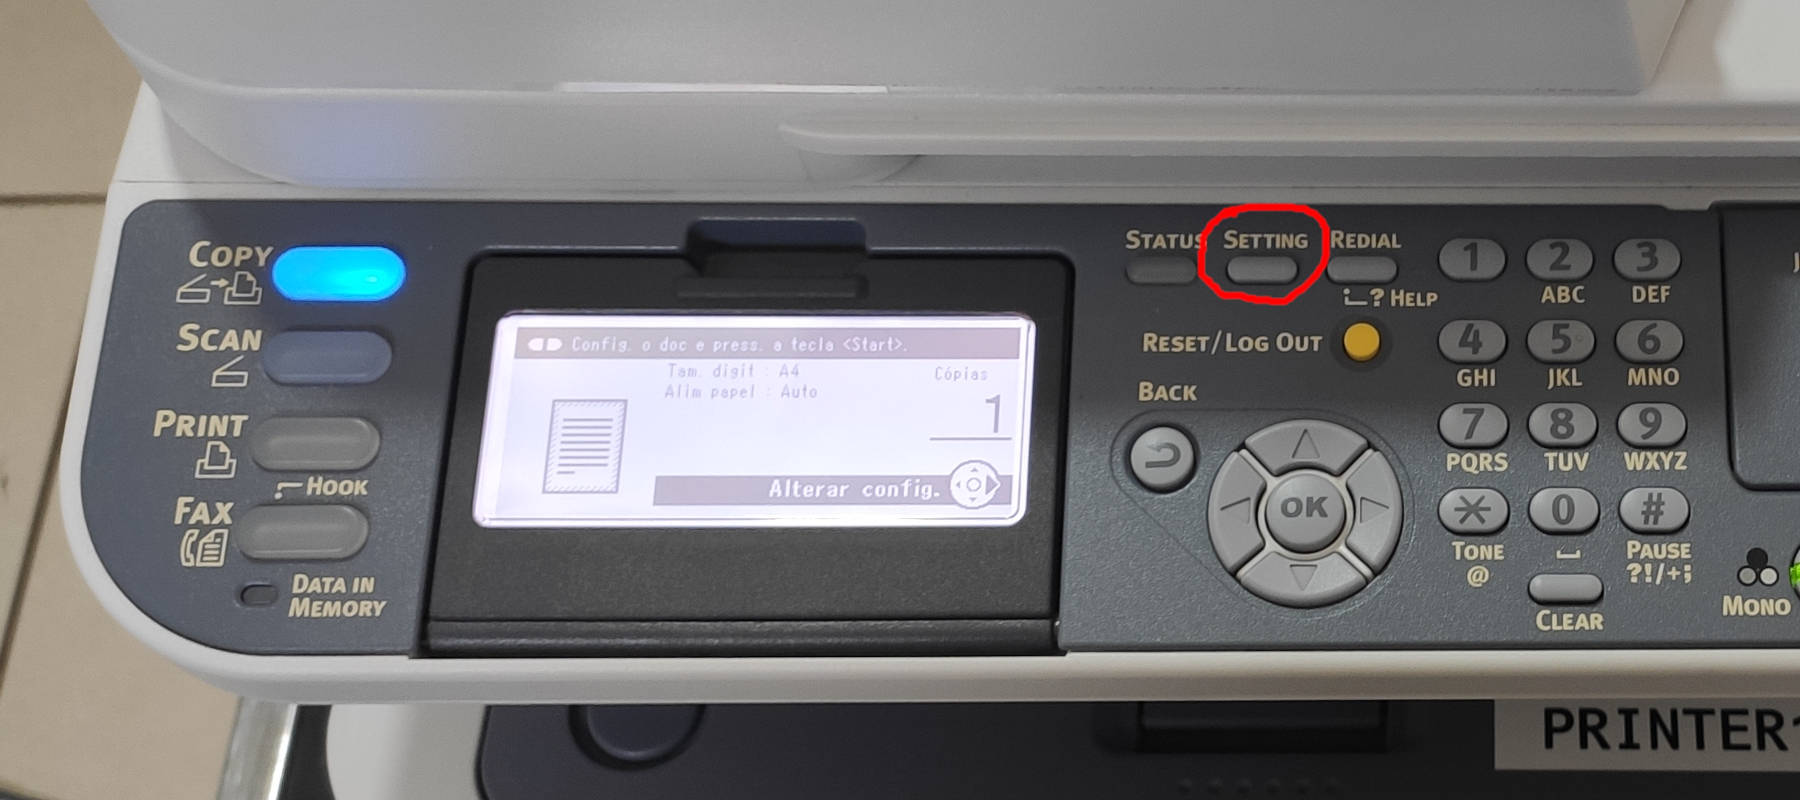 COPY
SCAN
PRINT
HOOK
FAX
DATA IN
MEMORY
Config. o doc e press. a tecla <Start>.
Tam. digit : A4
Alim papel : Auto
Cópias
1
Alterar config.
STATUS SETTING REDIAL
? HELP
RESET/LOG OUT
BACK
OK
1 2 3
ABC DEF
4 5 6
GHI JKL MNO
7 8 9
PQRS TUV WXYZ
* 0 #
TONE PAUSE
@ ?!/+;
CLEAR
MONO
PRINTER